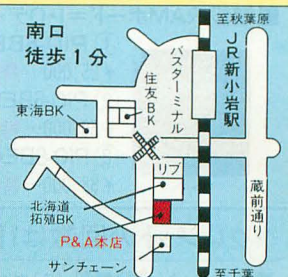 南口
徒歩1分
至秋葉原
JR新小岩駅
バスターミナル
住友BK
東海BK
蔵前通り
リブ
北海道
拓殖BK
P&A本店
サンチェーン
至千葉